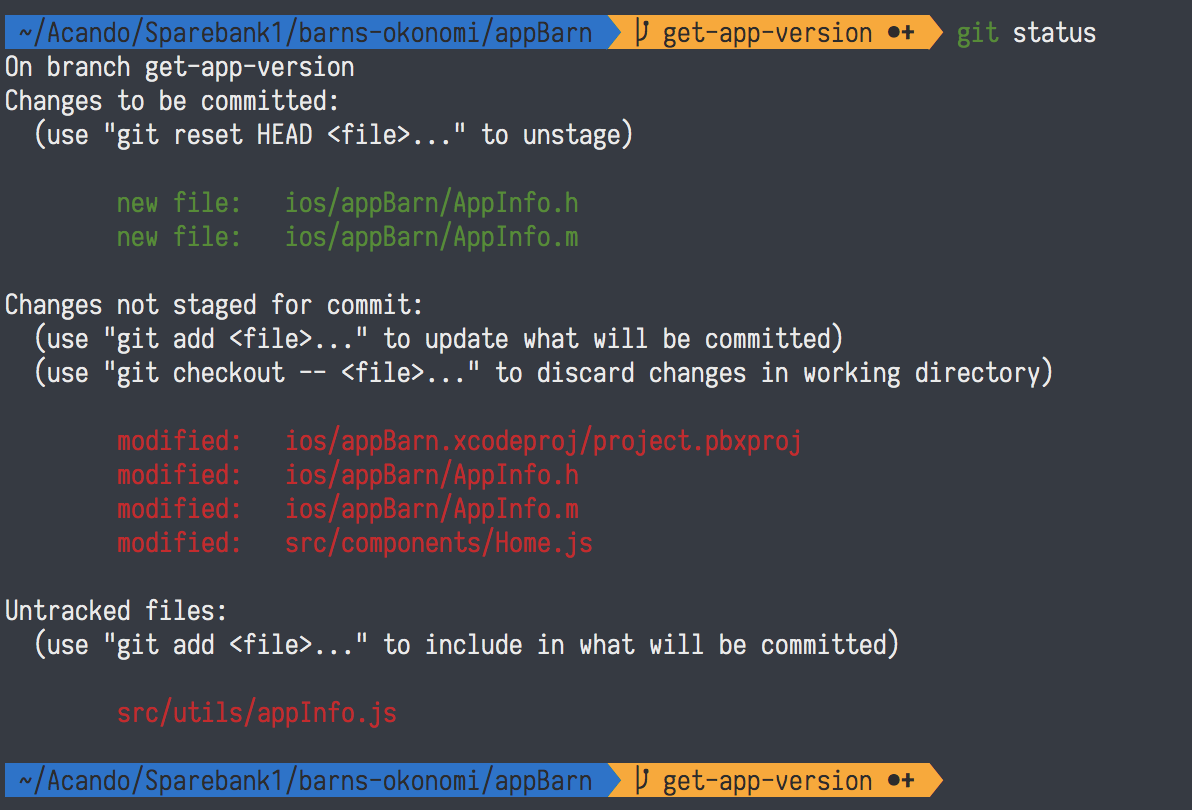 ~/Acando/Sparebank1/barns-okonomi/appBarn get-app-version ●+ git status
On branch get-app-version
Changes to be committed:
  (use "git reset HEAD <file>..." to unstage)
        new file:   ios/appBarn/AppInfo.h
        new file:   ios/appBarn/AppInfo.m
Changes not staged for commit:
  (use "git add <file>..." to update what will be committed)
  (use "git checkout -- <file>..." to discard changes in working directory)
        modified:   ios/appBarn.xcodeproj/project.pbxproj
        modified:   ios/appBarn/AppInfo.h
        modified:   ios/appBarn/AppInfo.m
        modified:   src/components/Home.js
Untracked files:
  (use "git add <file>..." to include in what will be committed)
        src/utils/appInfo.js
~/Acando/Sparebank1/barns-okonomi/appBarn get-app-version ●+